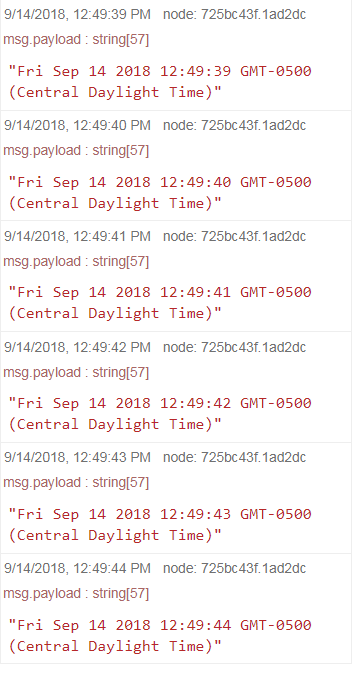 9/14/2018, 12:49:39 PM node: 725bc43f.1ad2dc
msg.payload : string[57]
"Fri Sep 14 2018 12:49:39 GMT-0500
(Central Daylight Time)"
9/14/2018, 12:49:40 PM node: 725bc43f.1ad2dc
msg.payload : string[57]
"Fri Sep 14 2018 12:49:40 GMT-0500
(Central Daylight Time)"
9/14/2018, 12:49:41 PM node: 725bc43f.1ad2dc
msg.payload : string[57]
"Fri Sep 14 2018 12:49:41 GMT-0500
(Central Daylight Time)"
9/14/2018, 12:49:42 PM node: 725bc43f.1ad2dc
msg.payload : string[57]
"Fri Sep 14 2018 12:49:42 GMT-0500
(Central Daylight Time)"
9/14/2018, 12:49:43 PM node: 725bc43f.1ad2dc
msg.payload : string[57]
"Fri Sep 14 2018 12:49:43 GMT-0500
(Central Daylight Time)"
9/14/2018, 12:49:44 PM node: 725bc43f.1ad2dc
msg.payload : string[57]
"Fri Sep 14 2018 12:49:44 GMT-0500
(Central Daylight Time)"